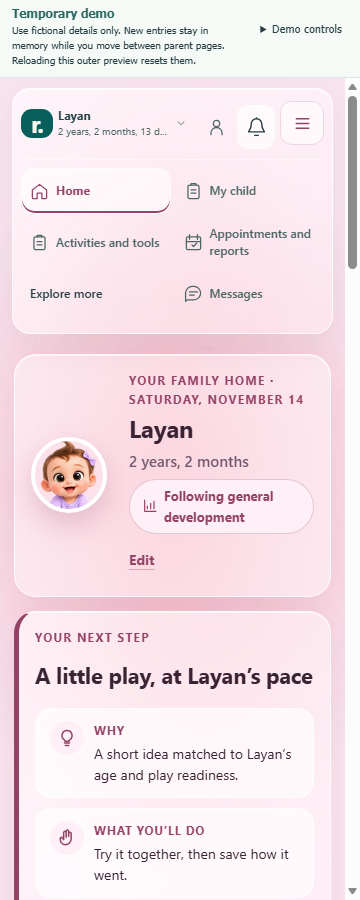 Temporary demo
Use fictional details only. New entries stay in
memory while you move between parent pages.
Reloading this outer preview resets them.
Demo controls
r.
Layan
2 years, 2 months, 13 d...
Home
My child
Activities and tools
Appointments and
reports
Explore more
Messages
YOUR FAMILY HOME ·
SATURDAY, NOVEMBER 14
Layan
2 years, 2 months
Following general
development
Edit
YOUR NEXT STEP
A little play, at Layan’s pace
WHY
A short idea matched to Layan’s
age and play readiness.
WHAT YOU’LL DO
Try it together, then save how it
went.